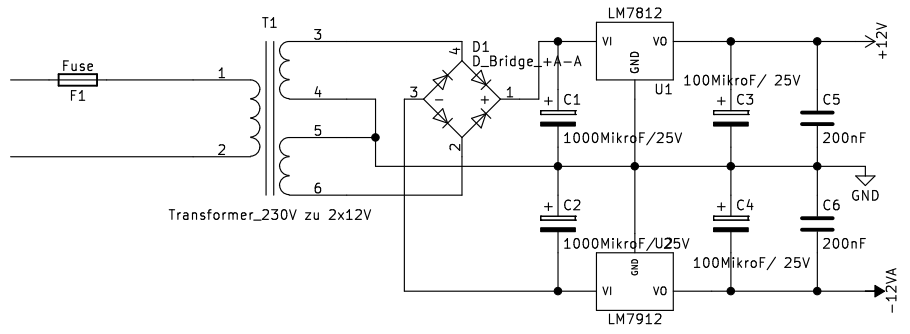 LM7812
T1
+12V
3
D1
VI
VO
4
D_Bridge_+A-A
GND
Fuse
1
100MikroF/ 25V
U1
F1
4
3
-
+
1
+
C1
+
C3
C5
1000MikroF/25V
200nF
5
2
2
6
GND
Transformer_230V zu 2x12V
+
C2
+
C4
C6
1000MikroF/25V
U2
200nF
GND
100MikroF/ 25V
VI
VO
-12VA
LM7912